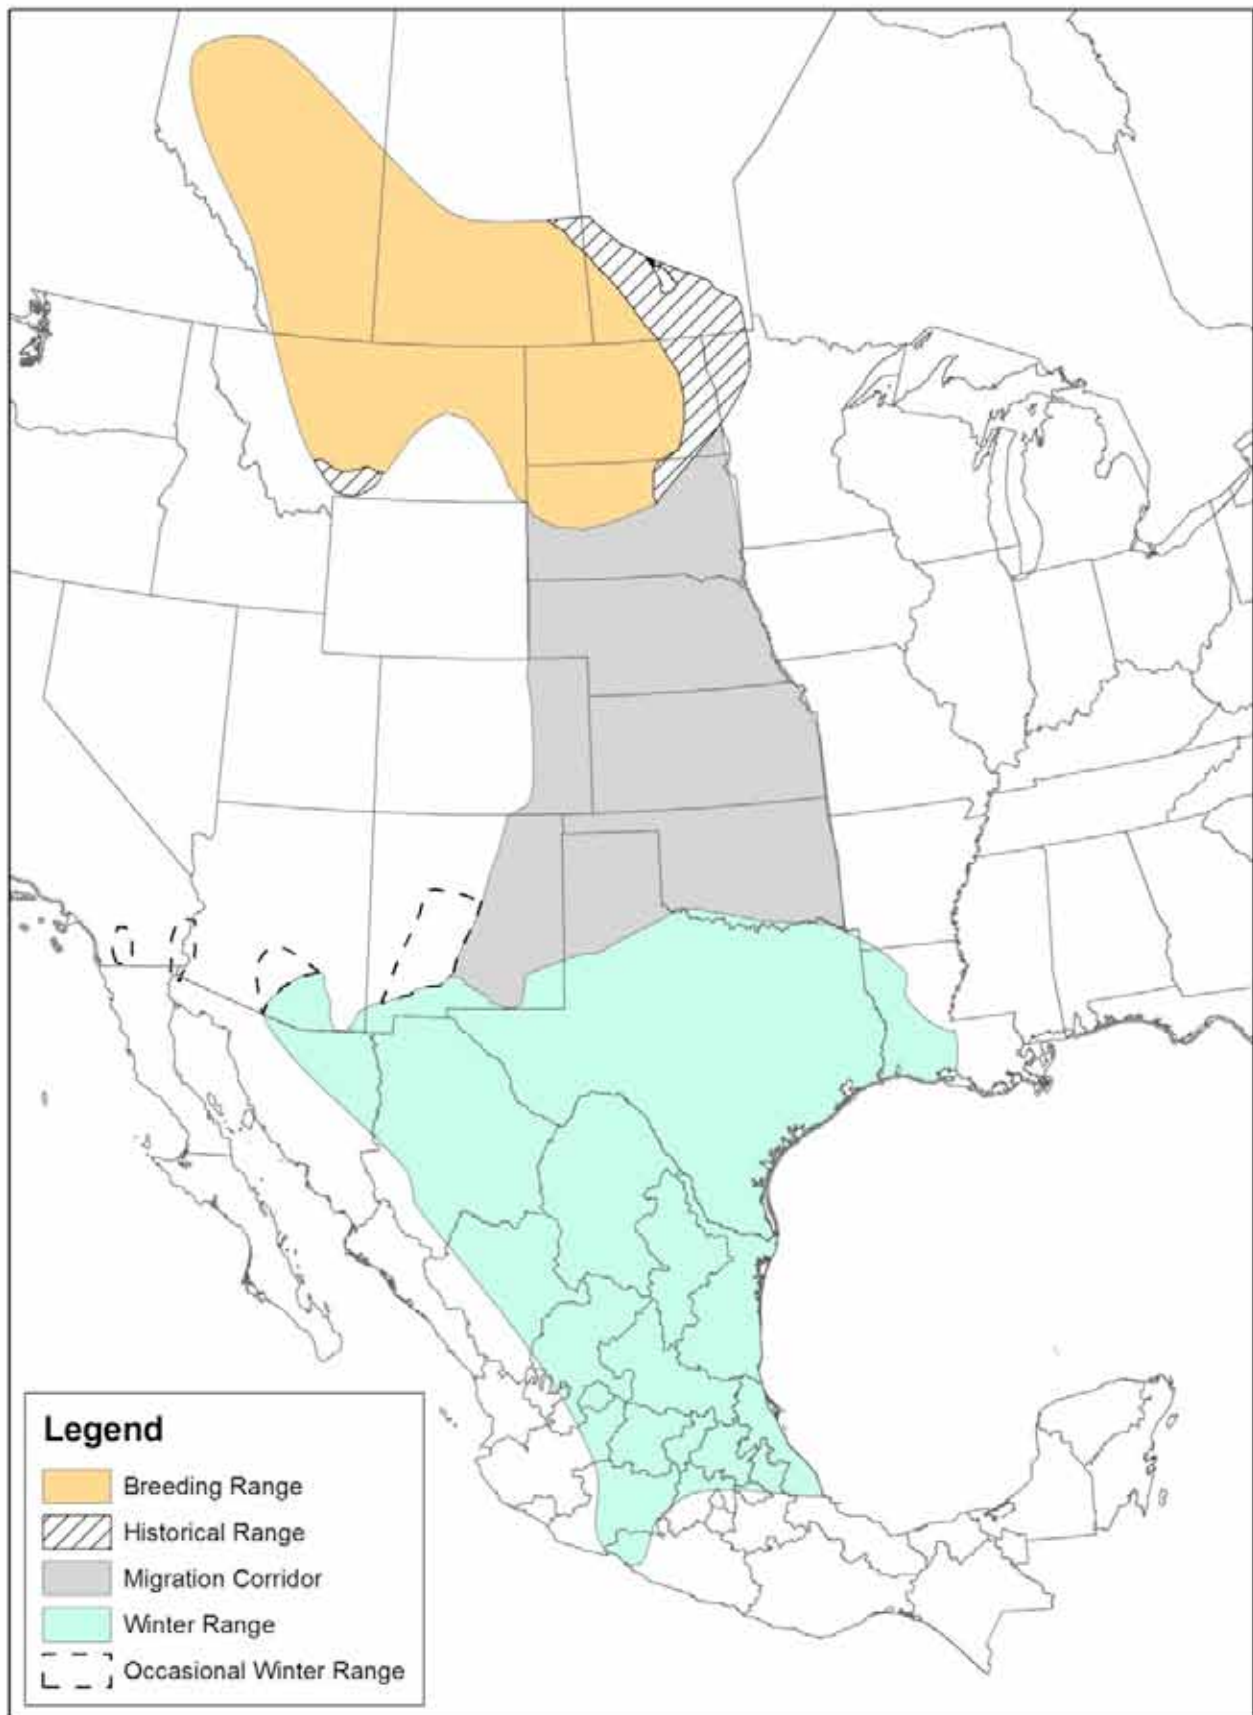 Legend
Breeding Range
Historical Range
Migration Corridor
Winter Range
Occasional Winter Range